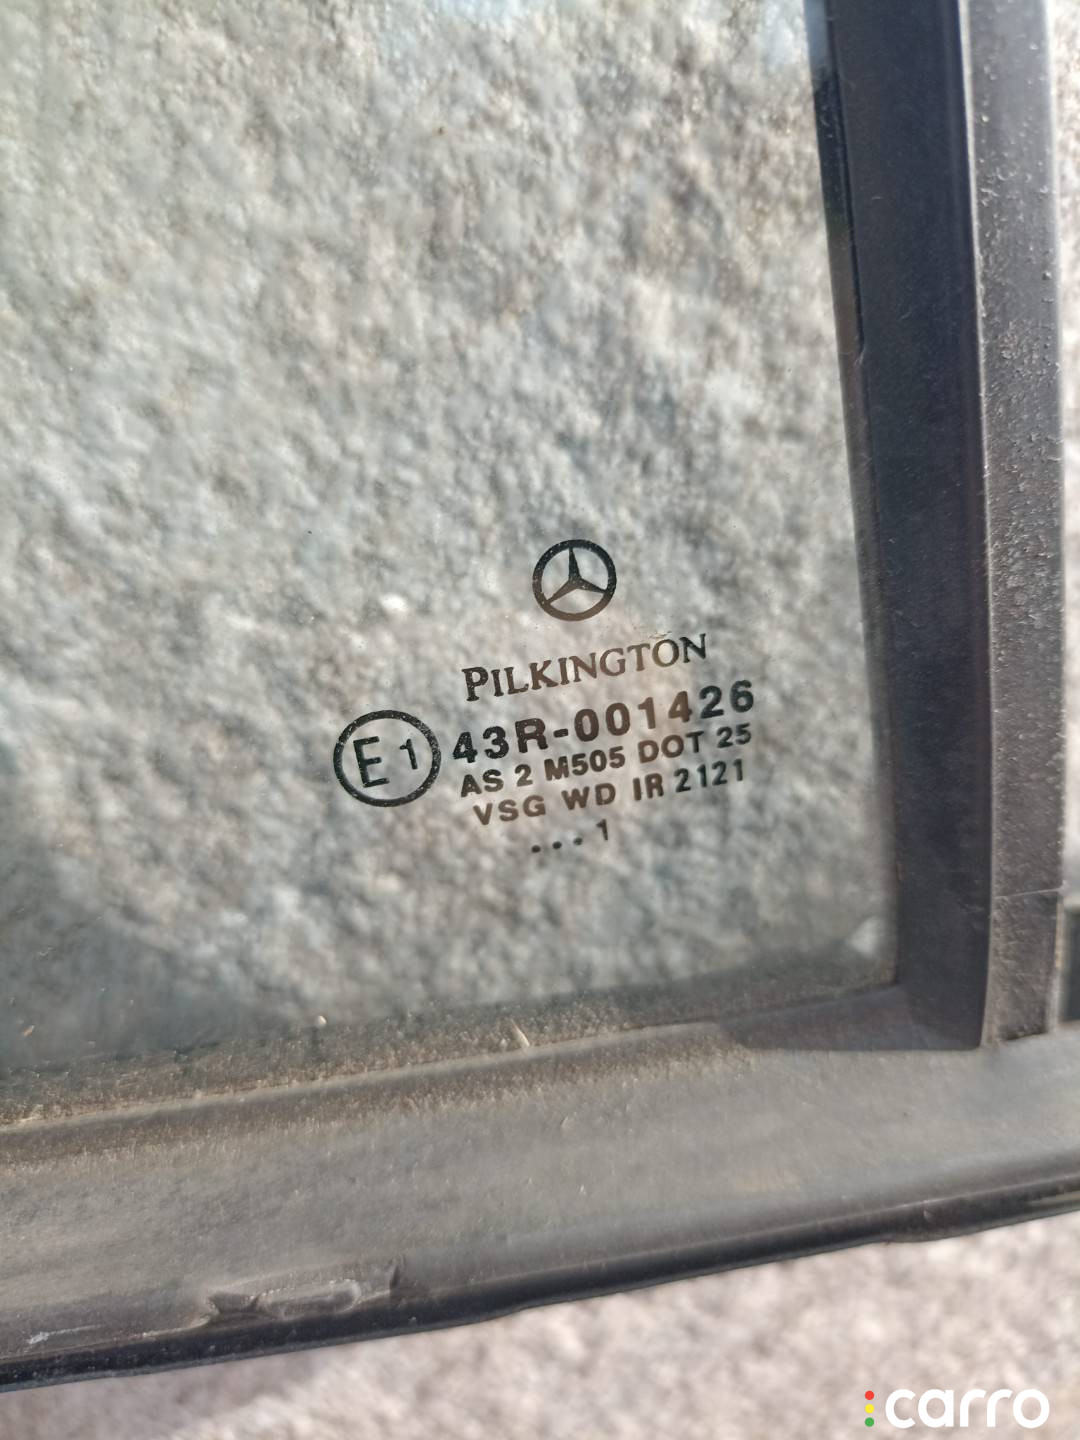 PILKINGTON
E1
43R-001426
AS 2 M505 DOT 25
VSG WD IR 2121
...1
carro